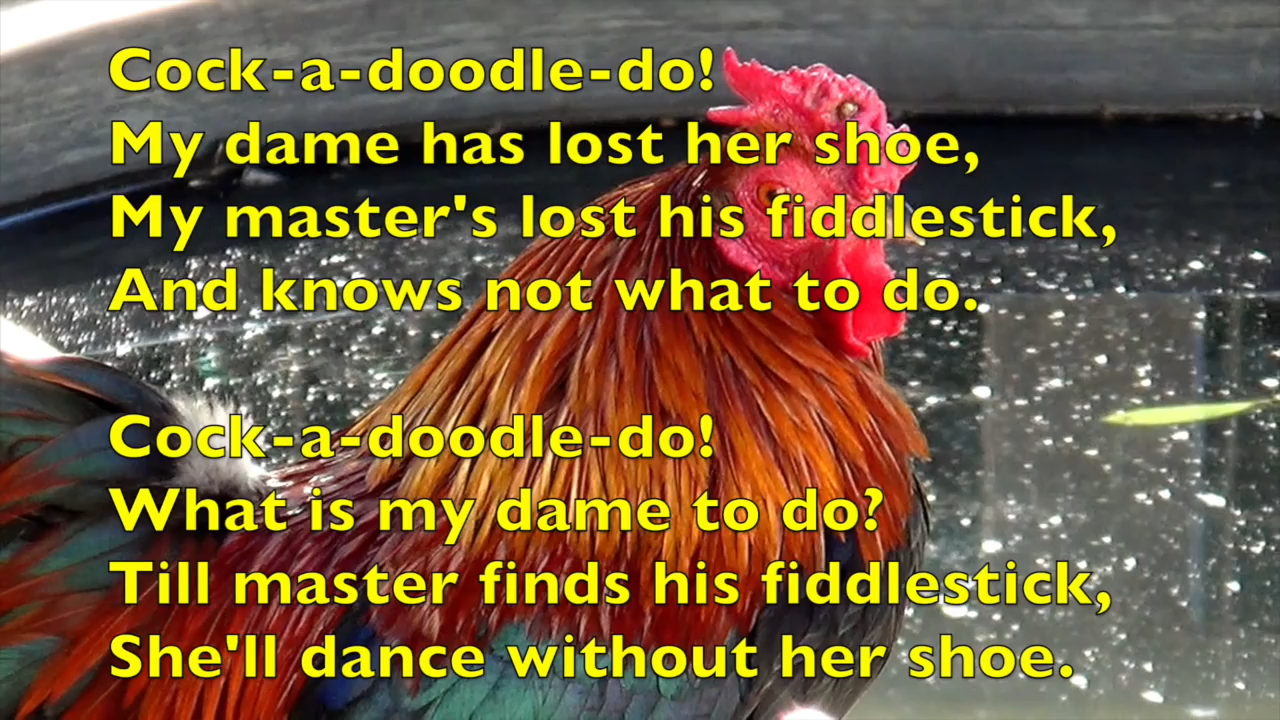 Cock-a-doodle-do!
My dame has lost her shoe,
My master's lost his fiddlestick,
And knows not what to do.
Cock-a-doodle-do!
What is my dame to do?
Till master finds his fiddlestick,
She'll dance without her shoe.